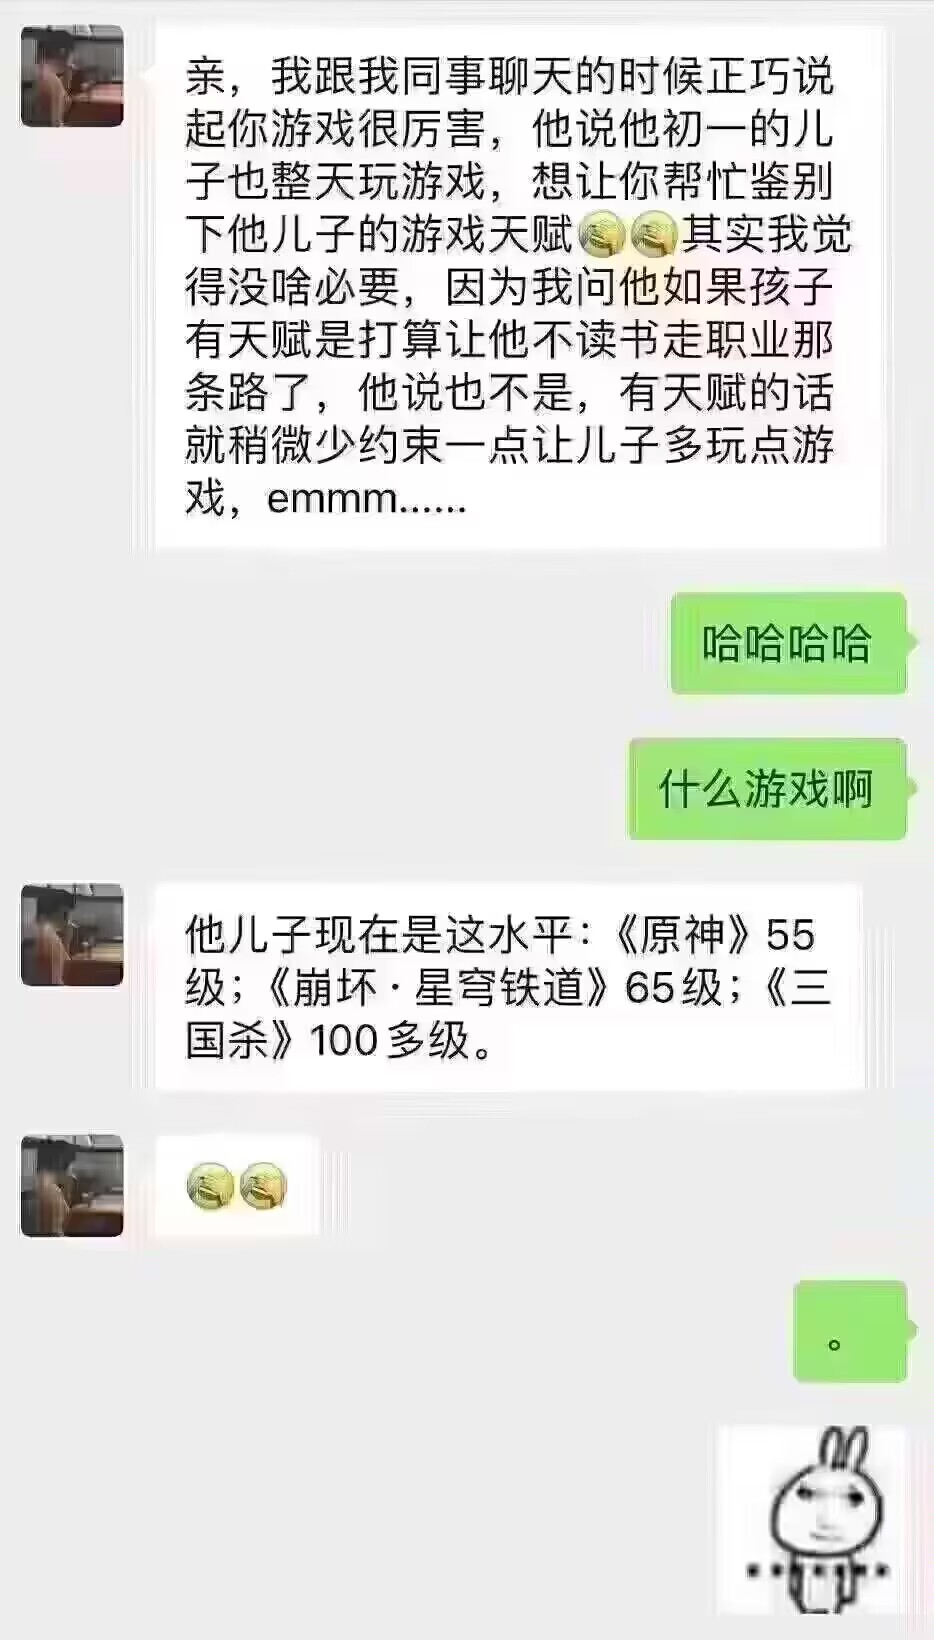 亲，我跟我同事聊天的时候正巧说
起你游戏很厉害，他说他初一的儿
子也整天玩游戏，想让你帮忙鉴别
下他儿子的游戏天赋其实我觉
得没啥必要，因为我问他如果孩子
有天赋是打算让他不读书走职业那
条路了，他说也不是，有天赋的话
就稍微少约束一点让儿子多玩点游
戏，emmm......
哈哈哈哈
什么游戏啊
他儿子现在是这水平：《原神》55
级；《崩坏·星穹铁道》65级；《三
国杀》100多级。
。